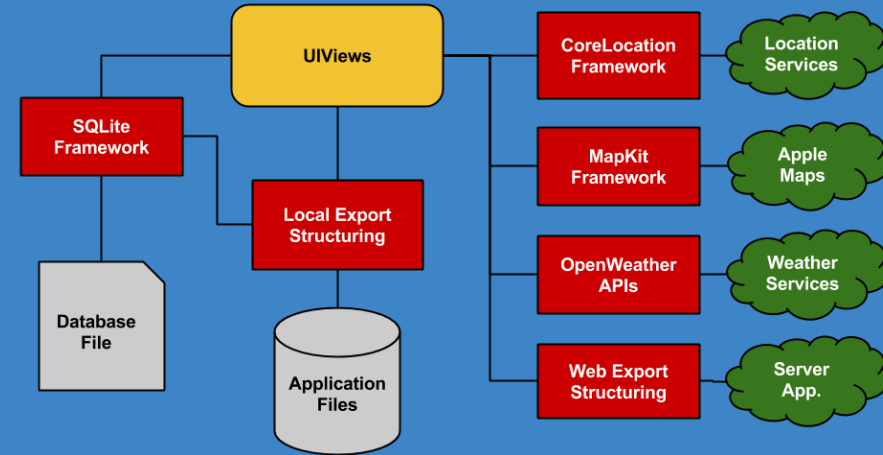 UIViews
CoreLocation
Framework
Location
Services
SQLite
Framework
MapKit
Framework
Apple
Maps
Local Export
Structuring
OpenWeather
APIs
Weather
Services
Database
File
Application
Files
Web Export
Structuring
Server
App.